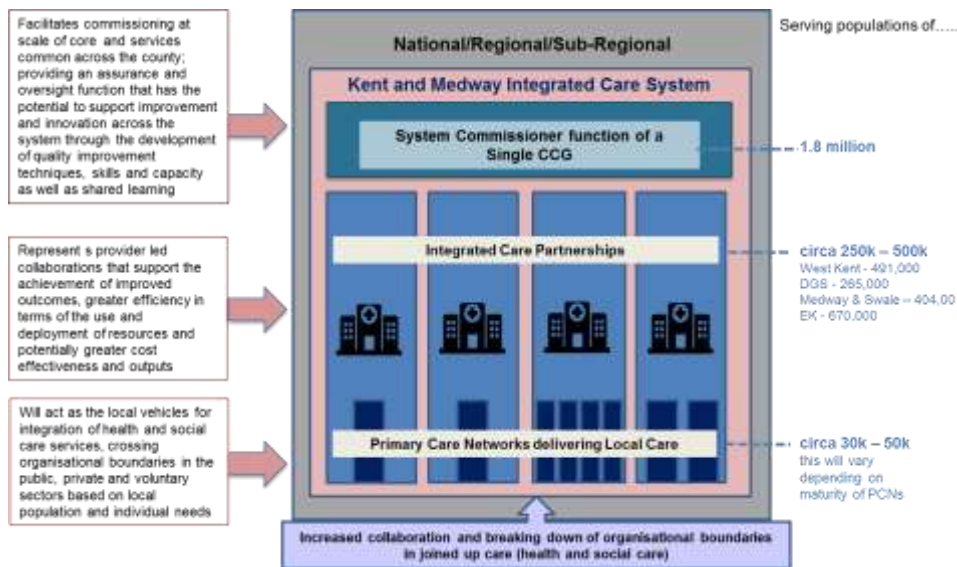 Facilitates commissioning at
scale of core and services
common across the county;
providing an assurance and
oversight function that has the
potential to support improvement
and innovation across the
system through the development
of quality improvement
techniques, skills and capacity
as well as shared learning
Represent s provider led
collaborations that support the
achievement of improved
outcomes, greater efficiency in
terms of the use and
deployment of resources and
potentially greater cost
effectiveness and outputs
Will act as the local vehicles for
integration of health and social
care services, crossing
organisational boundaries in the
public, private and voluntary
sectors based on local
population and individual needs
National/Regional/Sub-Regional
Kent and Medway Integrated Care System
System Commissioner function of a
Single CCG
Integrated Care Partnerships
Primary Care Networks delivering Local Care
Increased collaboration and breaking down of organisational boundaries
in joined up care (health and social care)
Serving populations of.....
1.8 million
circa 250k – 500k
West Kent - 491,000
DGS - 265,000
Medway & Swale – 404,00
EK - 670,000
circa 30k – 50k
this will vary
depending on
maturity of PCNs